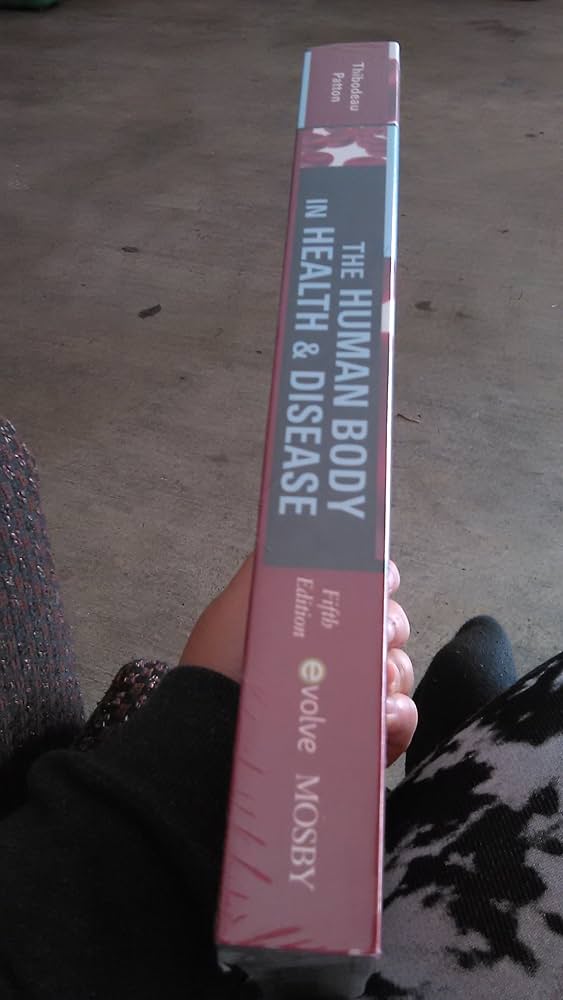 Thibodeau
Patton
THE HUMAN BODY
IN HEALTH & DISEASE
Fifth
Edition
evolve
MOSBY